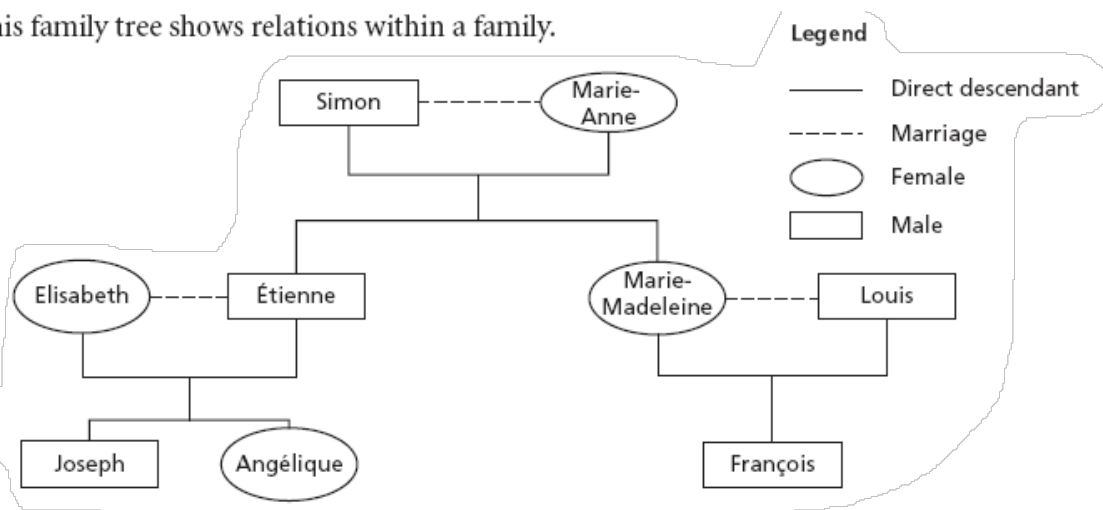 his family tree shows relations within a family.
Legend
Direct descendant
Marriage
Female
Male
Simon
Marie-
Anne
Elisabeth
Étienne
Marie-
Madeleine
Louis
Joseph
Angélique
François